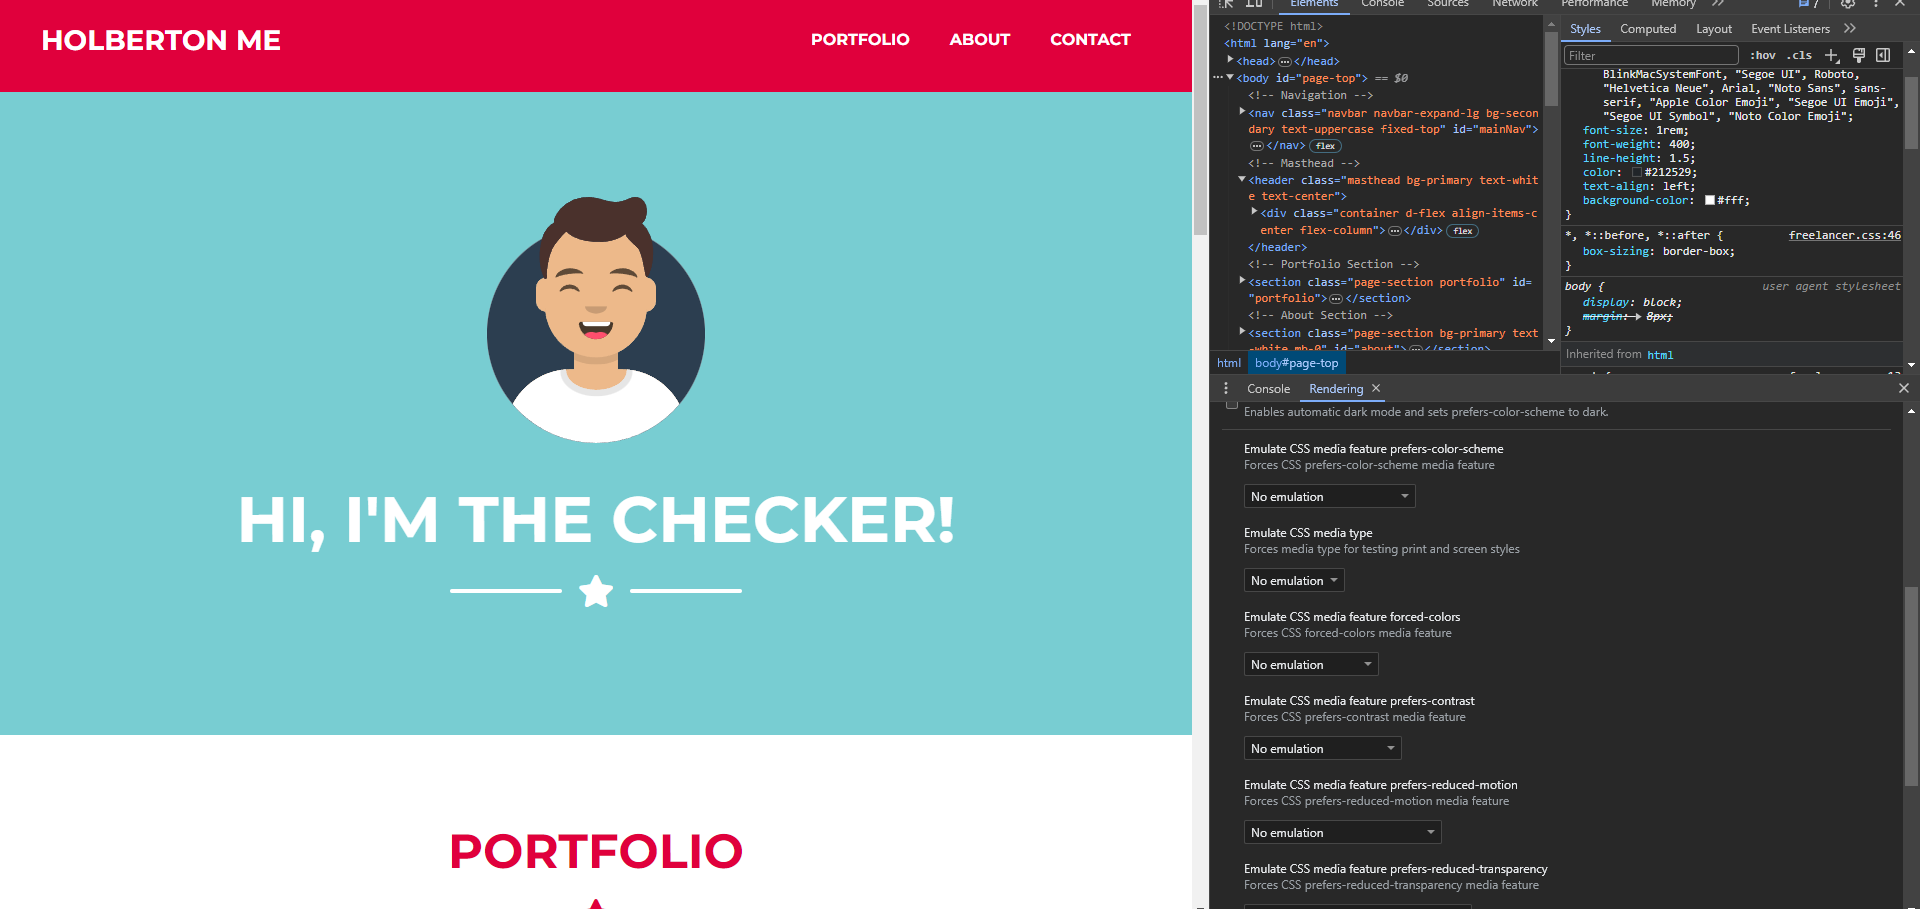 HOLBERTON ME
PORTFOLIO ABOUT CONTACT
HI, I'M THE CHECKER!
PORTFOLIO
Elements Console Sources Network Performance Memory 7
<!DOCTYPE html>
<html lang="en">
<head> </head>
<body id="page-top"> == $0
<!-- Navigation -->
<nav class="navbar navbar-expand-lg bg-secon
dary text-uppercase fixed-top" id="mainNav">
</nav> flex
<!-- Masthead -->
<header class="masthead bg-primary text-whit
e text-center">
<div class="container d-flex align-items-c
enter flex-column"> </div> flex
</header>
<!-- Portfolio Section -->
<section class="page-section portfolio" id=
"portfolio"> </section>
<!-- About Section -->
<section class="page-section bg-primary text
-white mb-0" id="about"> </section>
html body#page-top
Styles Computed Layout Event Listeners
Filter :hov .cls
BlinkMacSystemFont, "Segoe UI", Roboto,
"Helvetica Neue", Arial, "Noto Sans", sans-
serif, "Apple Color Emoji", "Segoe UI Emoji",
"Segoe UI Symbol", "Noto Color Emoji";
font-size: 1rem;
font-weight: 400;
line-height: 1.5;
color: #212529;
text-align: left;
background-color: #fff;
}
*, *::before, *::after { freelancer.css:46
box-sizing: border-box;
}
body { user agent stylesheet
display: block;
margin: 8px;
}
Inherited from html
Console Rendering
Enables automatic dark mode and sets prefers-color-scheme to dark.
Emulate CSS media feature prefers-color-scheme
Forces CSS prefers-color-scheme media feature
No emulation
Emulate CSS media type
Forces media type for testing print and screen styles
No emulation
Emulate CSS media feature forced-colors
Forces CSS forced-colors media feature
No emulation
Emulate CSS media feature prefers-contrast
Forces CSS prefers-contrast media feature
No emulation
Emulate CSS media feature prefers-reduced-motion
Forces CSS prefers-reduced-motion media feature
No emulation
Emulate CSS media feature prefers-reduced-transparency
Forces CSS prefers-reduced-transparency media feature